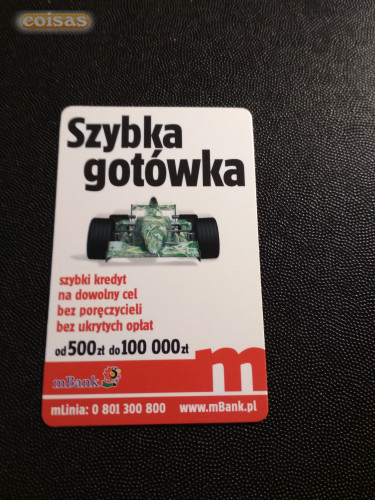 coisas
Szybka
gotówka
szybki kredyt
na dowolny cel
bez poręczycieli
bez ukrytych opłat
od 500 zł do 100 000 zł
m
mBank
mLinia: 0 801 300 800 www.mBank.pl